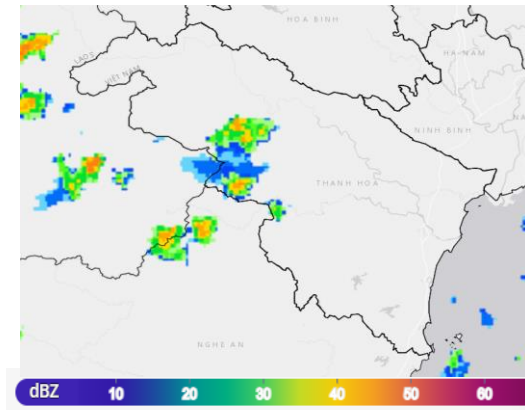 HOA BINH
LAOS
VIỆT NAM
HA-NAM
NINH BINH
THANH HOA
NGHE AN
dBZ 10 20 30 40 50 60